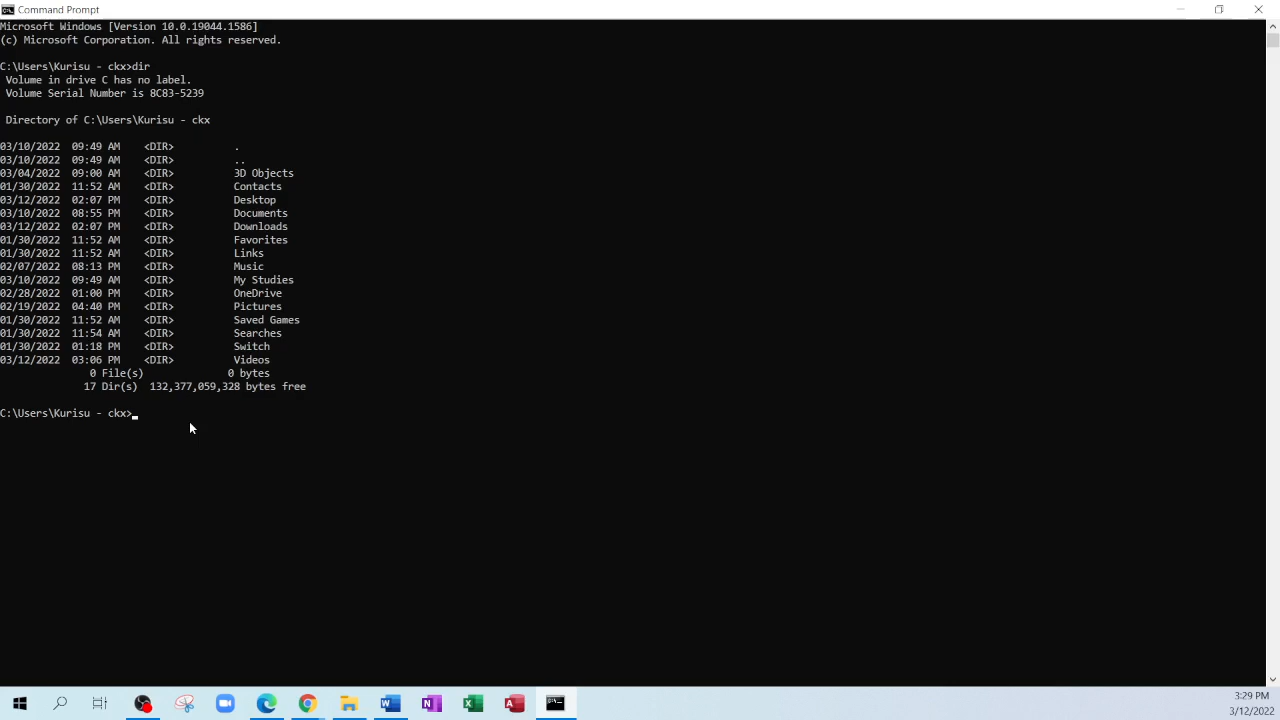 Command Prompt
Microsoft Windows [Version 10.0.19044.1586]
(c) Microsoft Corporation. All rights reserved.
C:\Users\Kurisu - ckx>dir
Volume in drive C has no label.
Volume Serial Number is 8C83-5239
Directory of C:\Users\Kurisu - ckx
03/10/2022  09:49 AM    <DIR>          .
03/10/2022  09:49 AM    <DIR>          ..
03/04/2022  09:00 AM    <DIR>          3D Objects
01/30/2022  11:52 AM    <DIR>          Contacts
03/12/2022  02:07 PM    <DIR>          Desktop
03/10/2022  08:55 PM    <DIR>          Documents
03/12/2022  02:07 PM    <DIR>          Downloads
01/30/2022  11:52 AM    <DIR>          Favorites
01/30/2022  11:52 AM    <DIR>          Links
02/07/2022  08:13 PM    <DIR>          Music
03/10/2022  09:49 AM    <DIR>          My Studies
02/28/2022  01:00 PM    <DIR>          OneDrive
02/19/2022  04:40 PM    <DIR>          Pictures
01/30/2022  11:52 AM    <DIR>          Saved Games
01/30/2022  11:54 AM    <DIR>          Searches
01/30/2022  01:18 PM    <DIR>          Switch
03/12/2022  03:06 PM    <DIR>          Videos
0 File(s)              0 bytes
17 Dir(s)  132,377,059,328 bytes free
C:\Users\Kurisu - ckx>
3:29 PM
3/12/2022